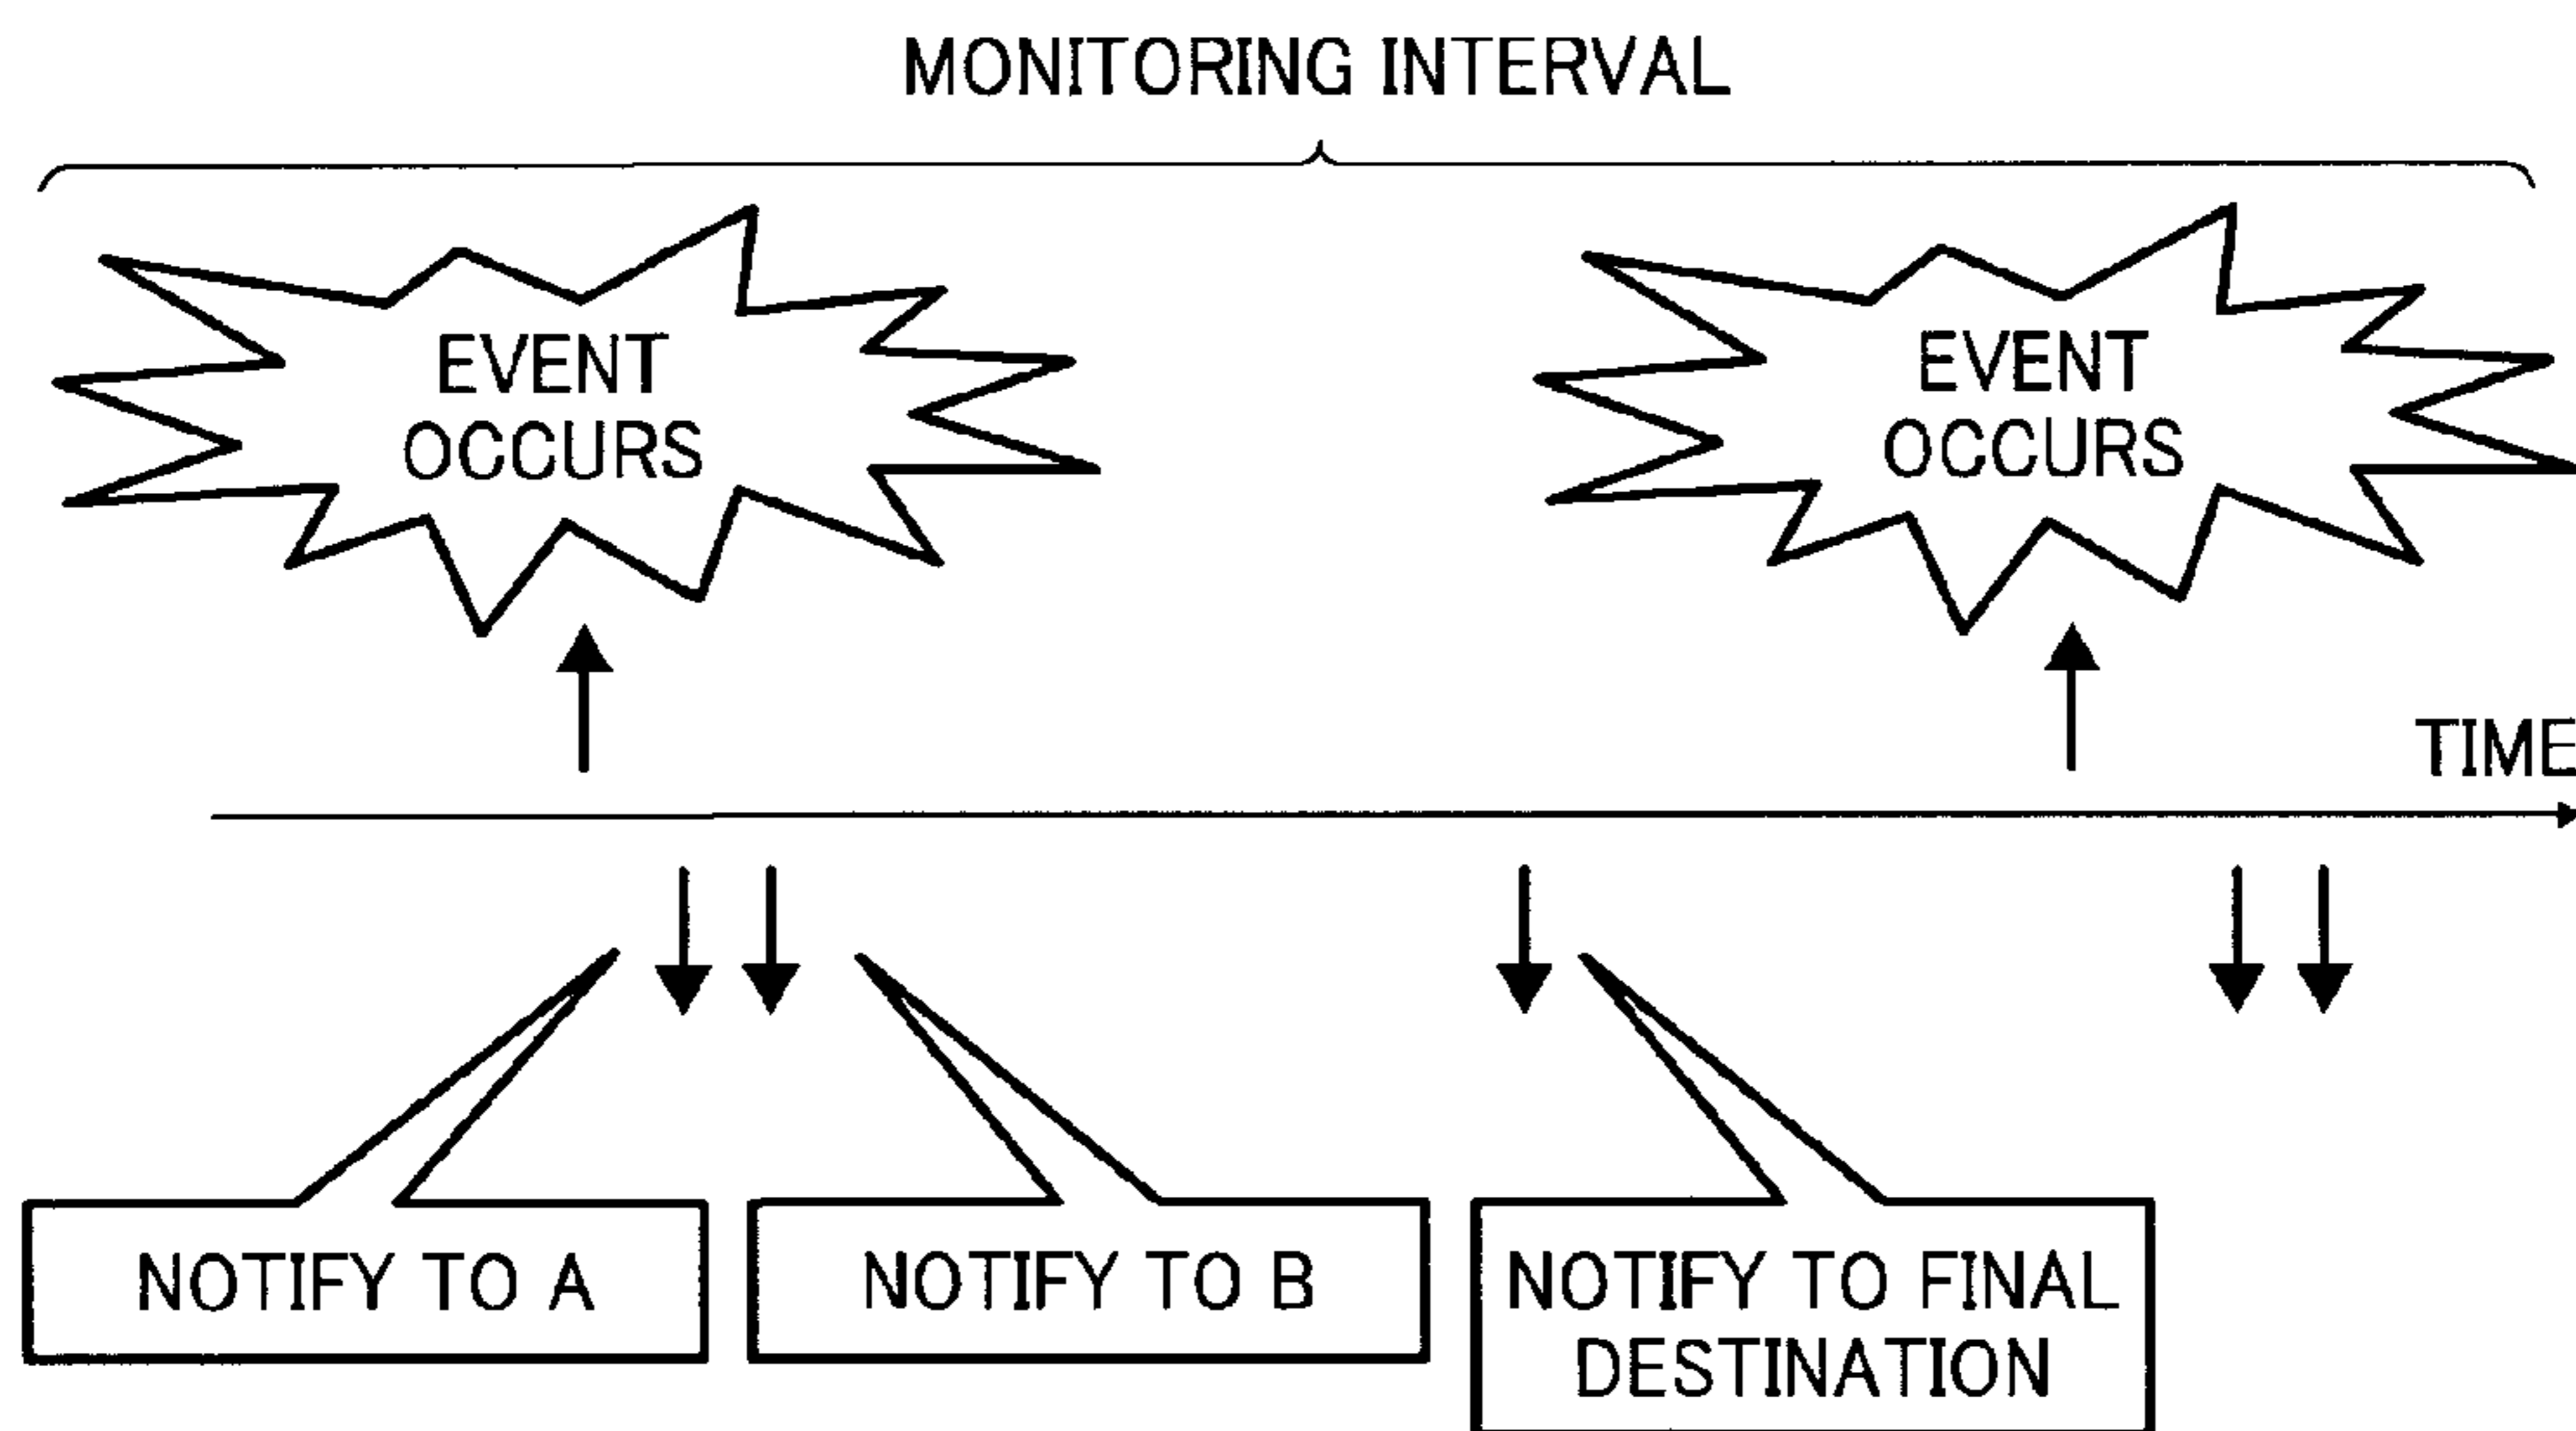 MONITORING INTERVAL
EVENT
OCCURS
EVENT
OCCURS
TIME
NOTIFY TO A
NOTIFY TO B
NOTIFY TO FINAL
DESTINATION